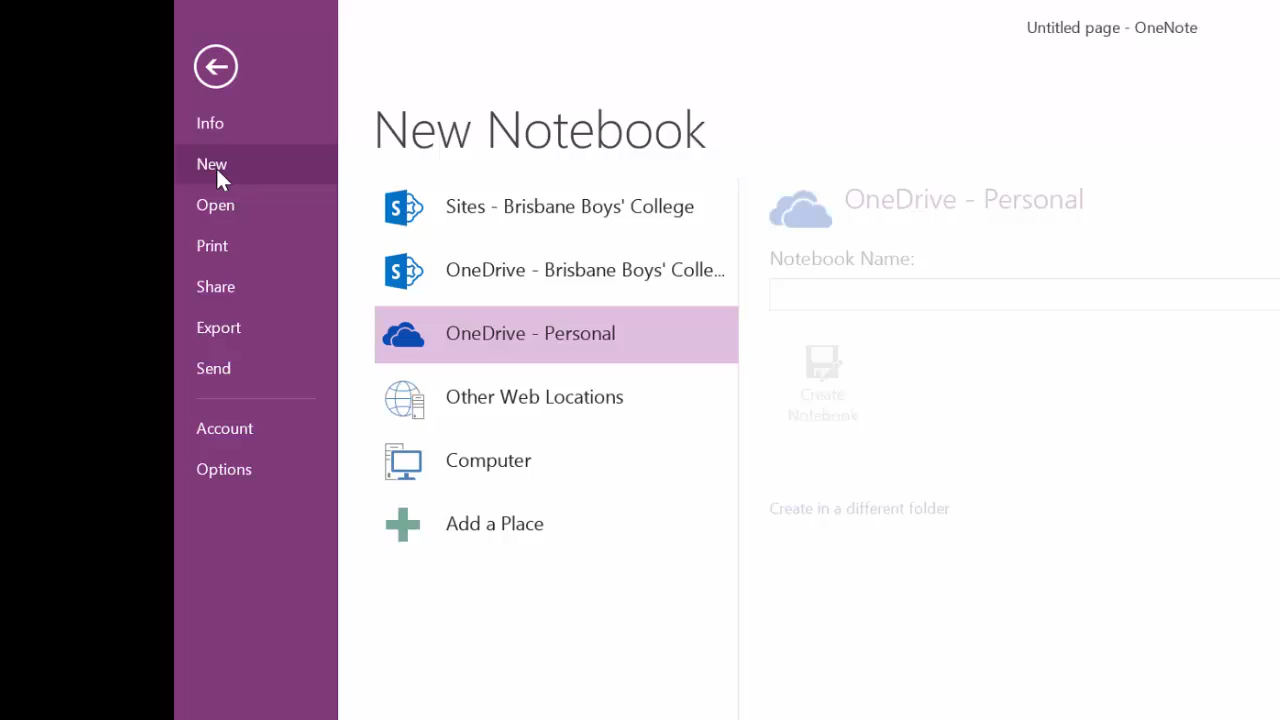 Untitled page - OneNote
Info
New
Open
Print
Share
Export
Send
Account
Options
New Notebook
Sites - Brisbane Boys' College
OneDrive - Brisbane Boys' Colle...
OneDrive - Personal
Other Web Locations
Computer
Add a Place
OneDrive - Personal
Notebook Name:
Create
Notebook
Create in a different folder